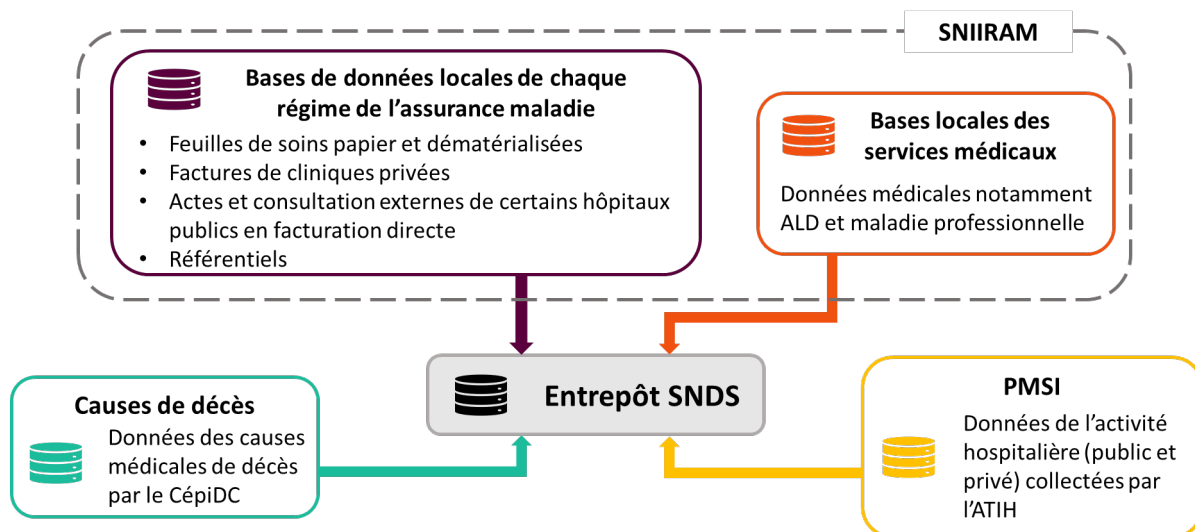 SNIIRAM
Bases de données locales de chaque
régime de l'assurance maladie
• Feuilles de soins papier et dématérialisées
• Factures de cliniques privées
• Actes et consultation externes de certains hôpitaux
publics en facturation directe
• Référentiels
Bases locales des
services médicaux
Données médicales notamment
ALD et maladie professionnelle
Entrepôt SNDS
Causes de décès
Données des causes
médicales de décès
par le CépiDC
PMSI
Données de l'activité
hospitalière (public et
privé) collectées par
l'ATIH